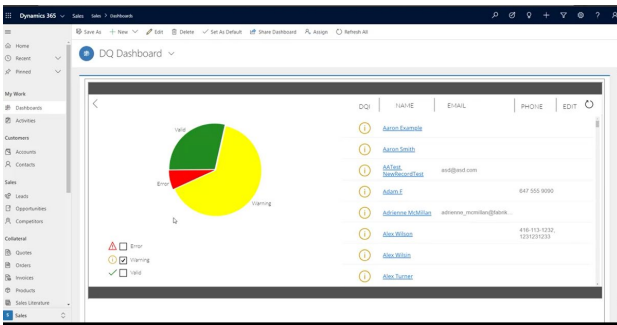 Dynamics 365 Sales Sales > Dashboards
Save As + New Edit Delete Set As Default Share Dashboard Assign Refresh All
Home
Recent
Pinned
My Work
Dashboards
Activities
Customers
Accounts
Contacts
Sales
Leads
Opportunities
Competitors
Collateral
Quotes
Orders
Invoices
Products
Sales Literature
Sales
DQ Dashboard
Valid
Error
Warning
Error
Warning
Valid
DQI NAME EMAIL PHONE EDIT
Aaron Example
Aaron Smith
AATest
NewRecordTest asd@asd.com
Adam F 647 555 9090
Adrienne McMillan adrienne_mcmillan@fabrik...
Alex Wilson 416-113-1232,
1231231233
Alex Wilsin
Alex Turner